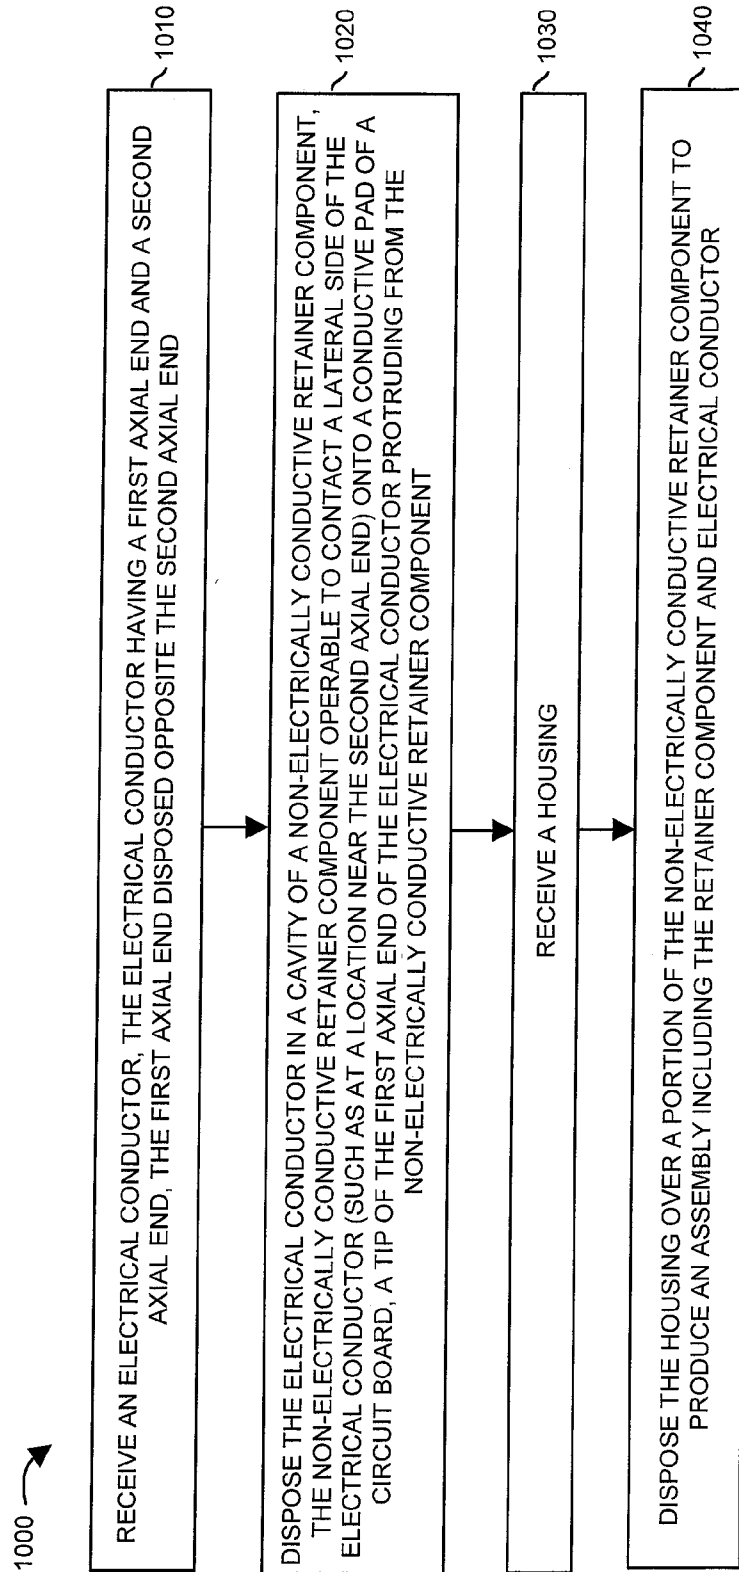 1000
RECEIVE AN ELECTRICAL CONDUCTOR, THE ELECTRICAL CONDUCTOR HAVING A FIRST AXIAL END AND A SECOND
AXIAL END, THE FIRST AXIAL END DISPOSED OPPOSITE THE SECOND AXIAL END
1010
DISPOSE THE ELECTRICAL CONDUCTOR IN A CAVITY OF A NON-ELECTRICALLY CONDUCTIVE RETAINER COMPONENT,
THE NON-ELECTRICALLY CONDUCTIVE RETAINER COMPONENT OPERABLE TO CONTACT A LATERAL SIDE OF THE
ELECTRICAL CONDUCTOR (SUCH AS AT A LOCATION NEAR THE SECOND AXIAL END) ONTO A CONDUCTIVE PAD OF A
CIRCUIT BOARD, A TIP OF THE FIRST AXIAL END OF THE ELECTRICAL CONDUCTOR PROTRUDING FROM THE
NON-ELECTRICALLY CONDUCTIVE RETAINER COMPONENT
1020
RECEIVE A HOUSING
1030
DISPOSE THE HOUSING OVER A PORTION OF THE NON-ELECTRICALLY CONDUCTIVE RETAINER COMPONENT TO
PRODUCE AN ASSEMBLY INCLUDING THE RETAINER COMPONENT AND ELECTRICAL CONDUCTOR
1040